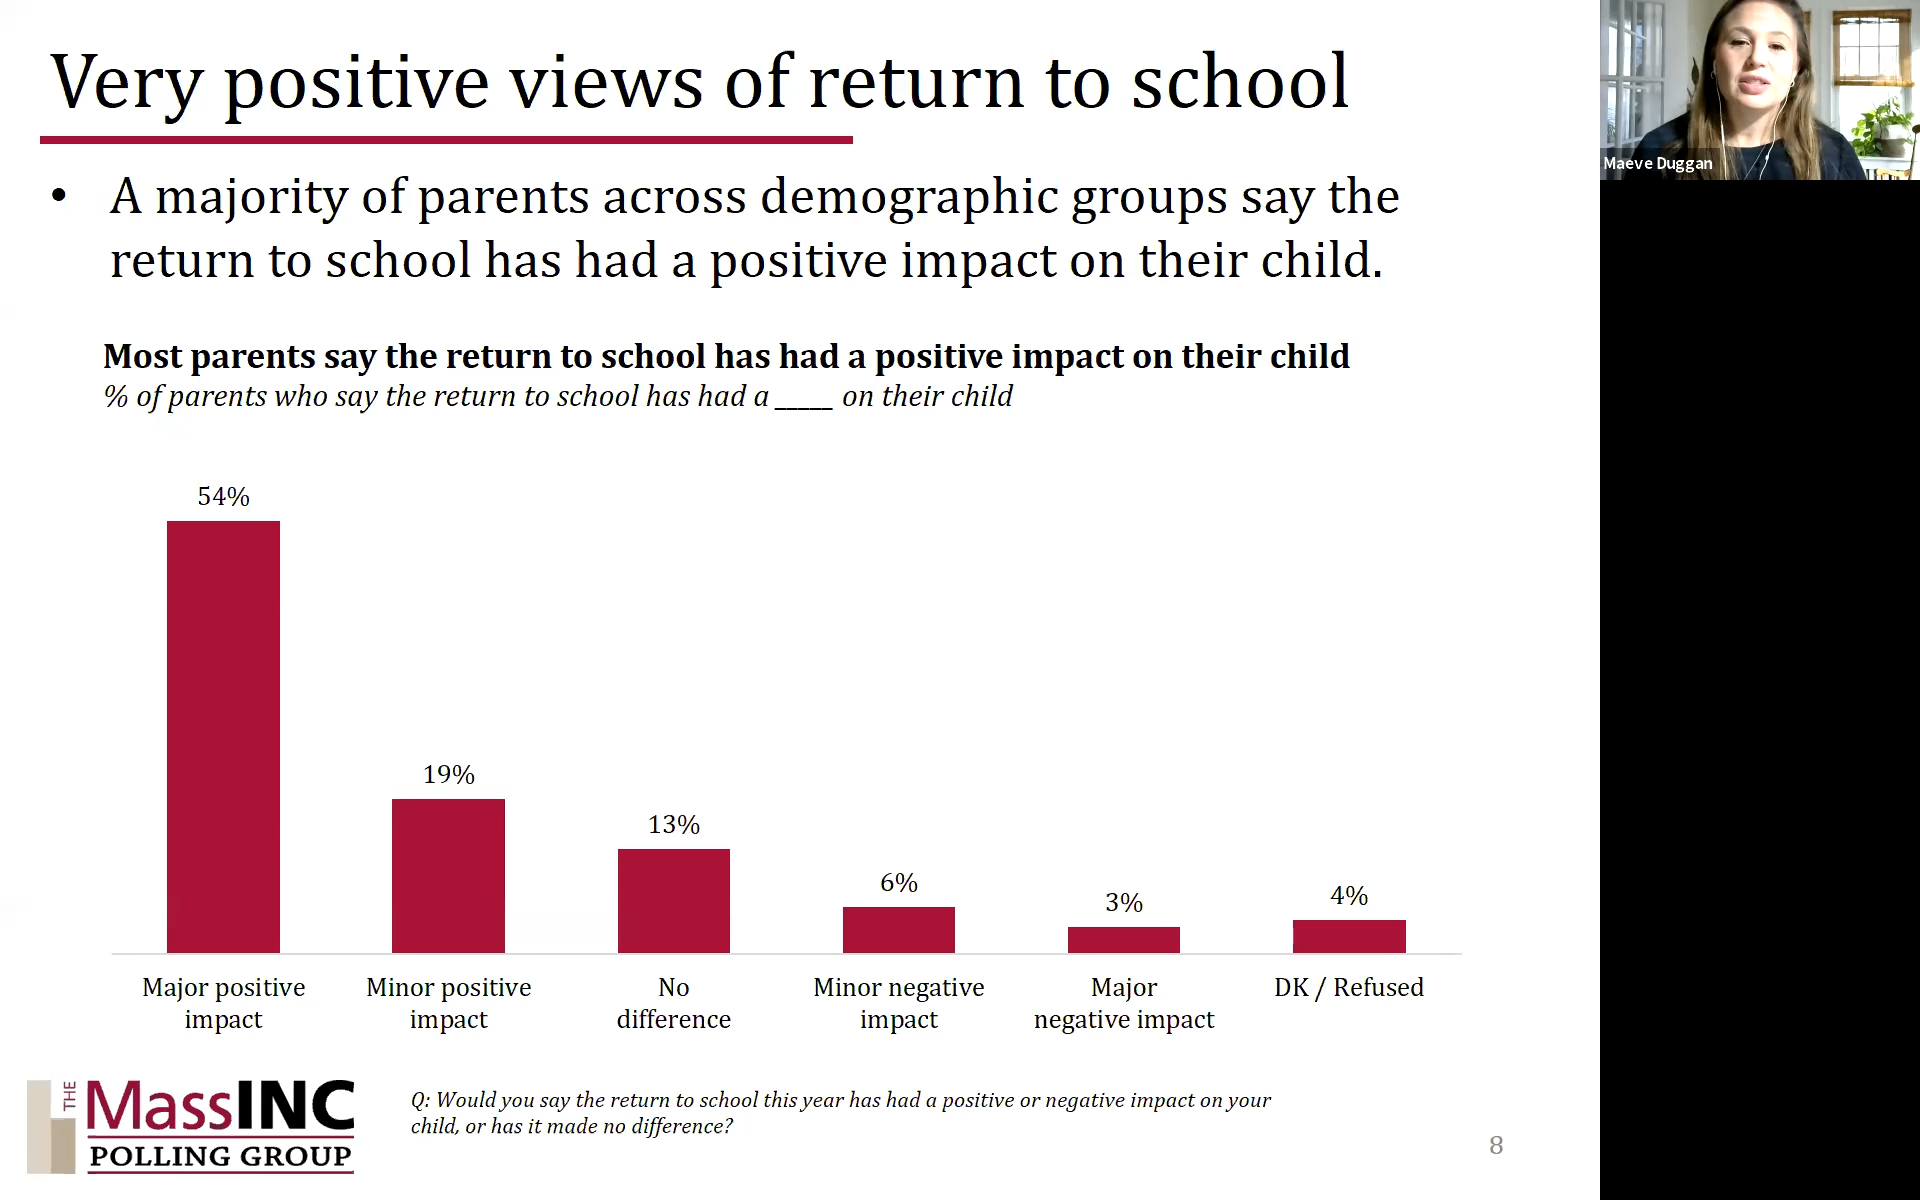 Very positive views of return to school
• A majority of parents across demographic groups say the
return to school has had a positive impact on their child.
Most parents say the return to school has had a positive impact on their child
% of parents who say the return to school has had a _____ on their child
54%
19%
13%
6%
3%
4%
Major positive
impact
Minor positive
impact
No
difference
Minor negative
impact
Major
negative impact
DK / Refused
THE
MassINC
POLLING GROUP
Q: Would you say the return to school this year has had a positive or negative impact on your
child, or has it made no difference?
8
Maeve Duggan